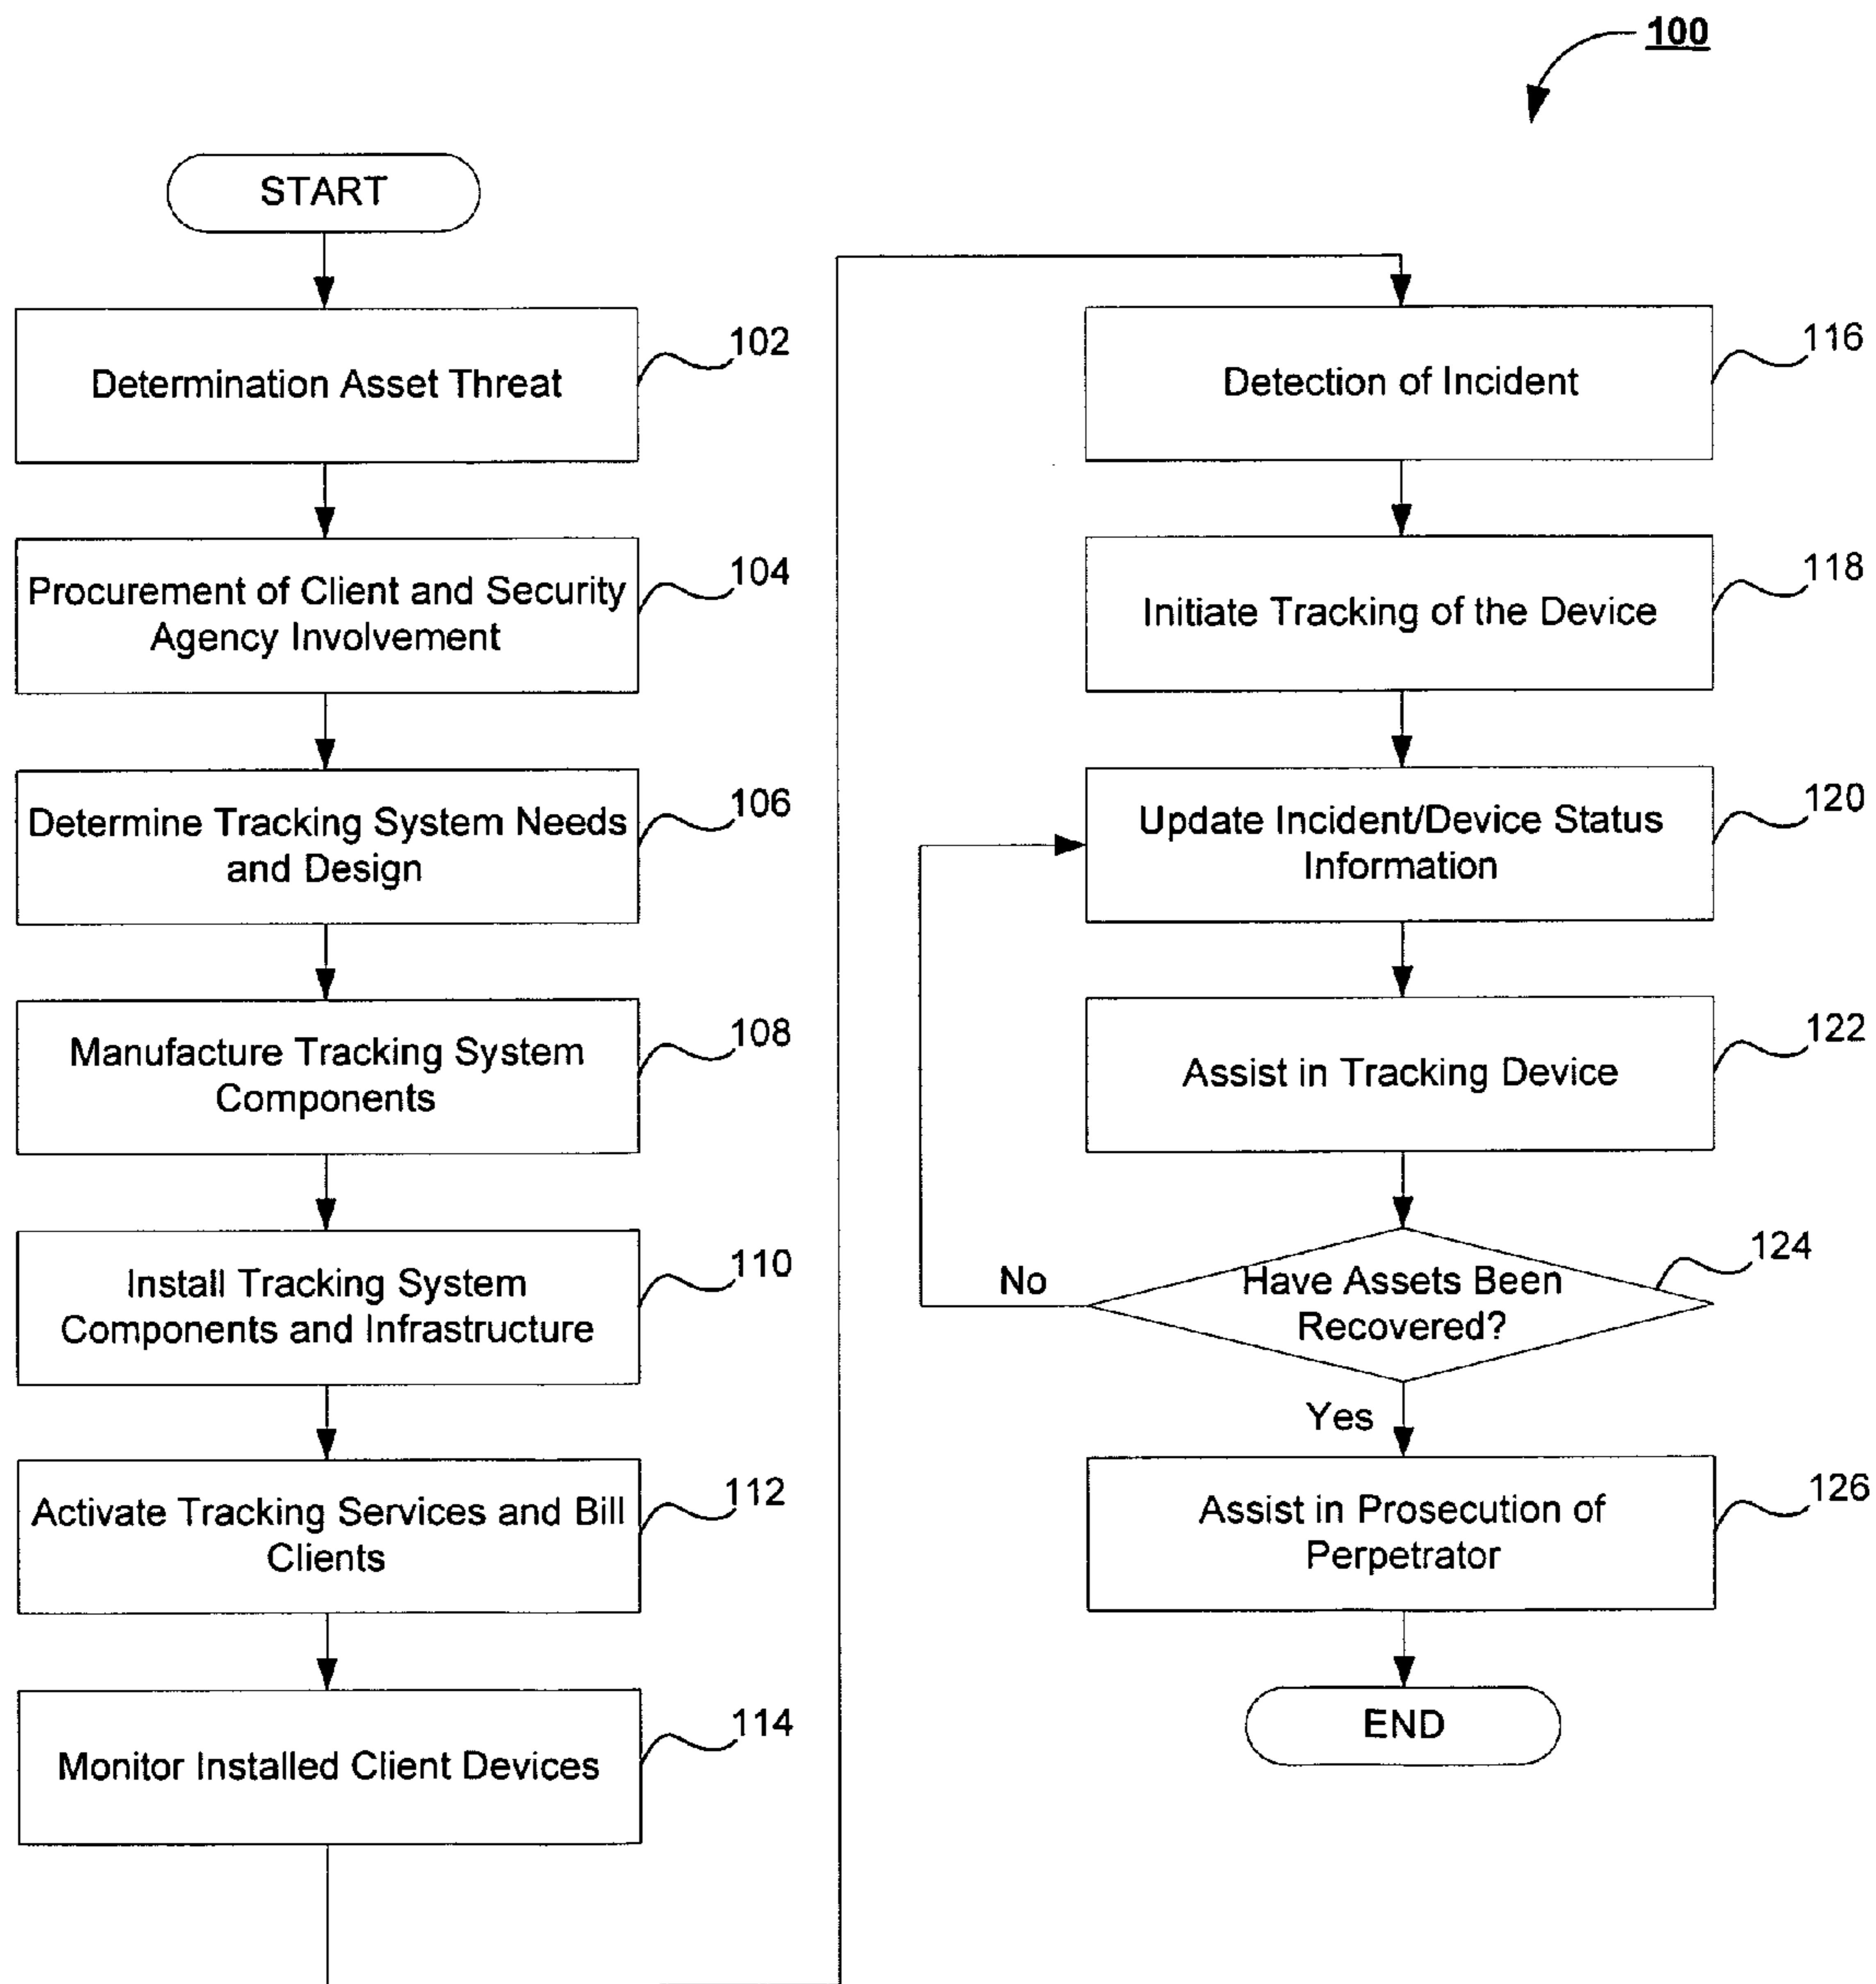 100
START
Determination Asset Threat
102
Procurement of Client and Security
Agency Involvement
104
Determine Tracking System Needs
and Design
106
Manufacture Tracking System
Components
108
Install Tracking System
Components and Infrastructure
110
Activate Tracking Services and Bill
Clients
112
Monitor Installed Client Devices
114
Detection of Incident
116
Initiate Tracking of the Device
118
Update Incident/Device Status
Information
120
Assist in Tracking Device
122
Have Assets Been
Recovered?
124
No
Yes
Assist in Prosecution of
Perpetrator
126
END